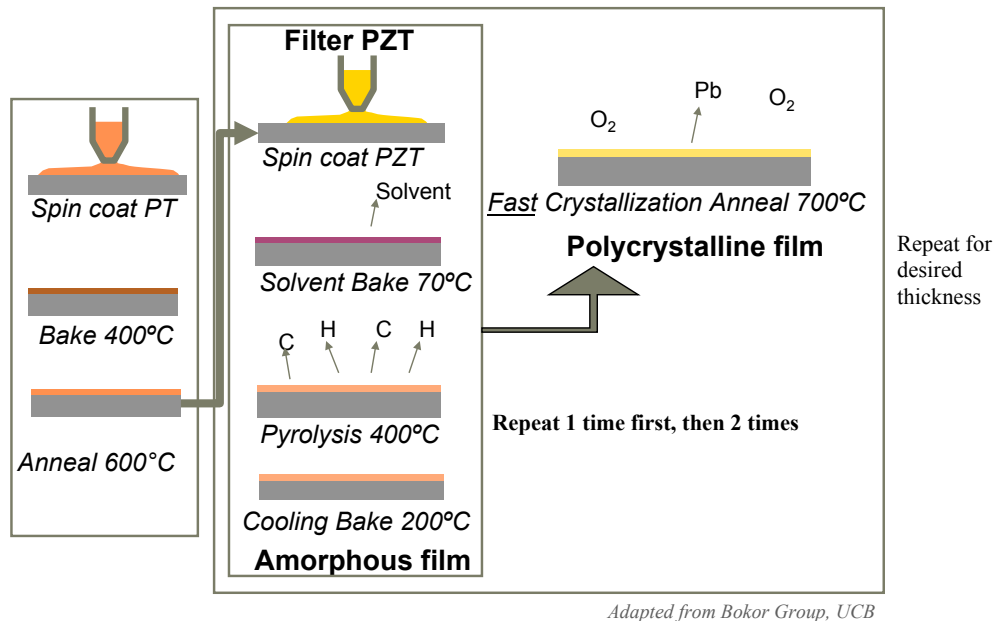 Spin coat PT
Bake 400ºC
Anneal 600°C
Filter PZT
Spin coat PZT
Solvent
Solvent Bake 70ºC
C
H
C
H
Pyrolysis 400ºC
Cooling Bake 200ºC
Amorphous film
O2
Pb
O2
Fast Crystallization Anneal 700ºC
Polycrystalline film
Repeat 1 time first, then 2 times
Repeat for
desired
thickness
Adapted from Bokor Group, UCB